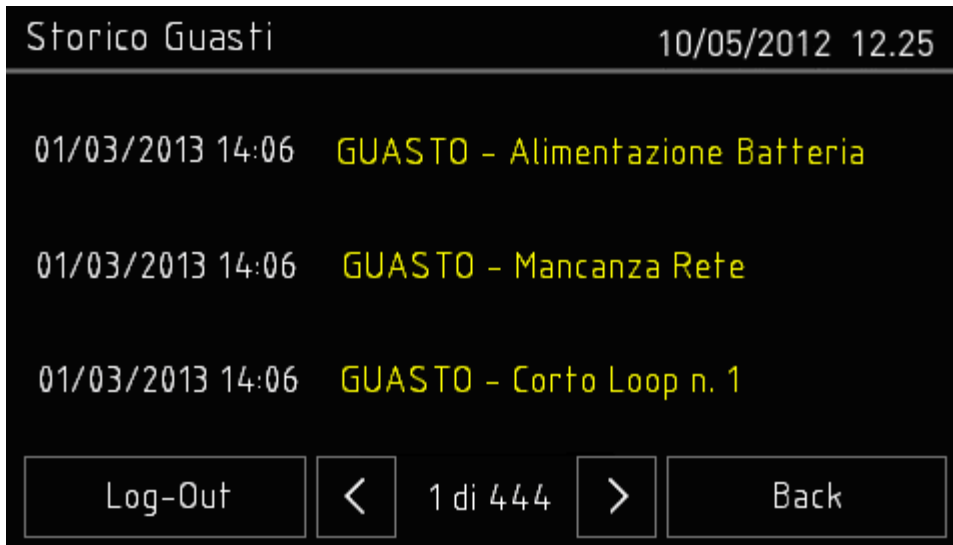 Storico Guasti 10/05/2012 12.25
01/03/2013 14:06 GUASTO - Alimentazione Batteria
01/03/2013 14:06 GUASTO - Mancanza Rete
01/03/2013 14:06 GUASTO - Corto Loop n. 1
Log-Out < 1 di 444 > Back